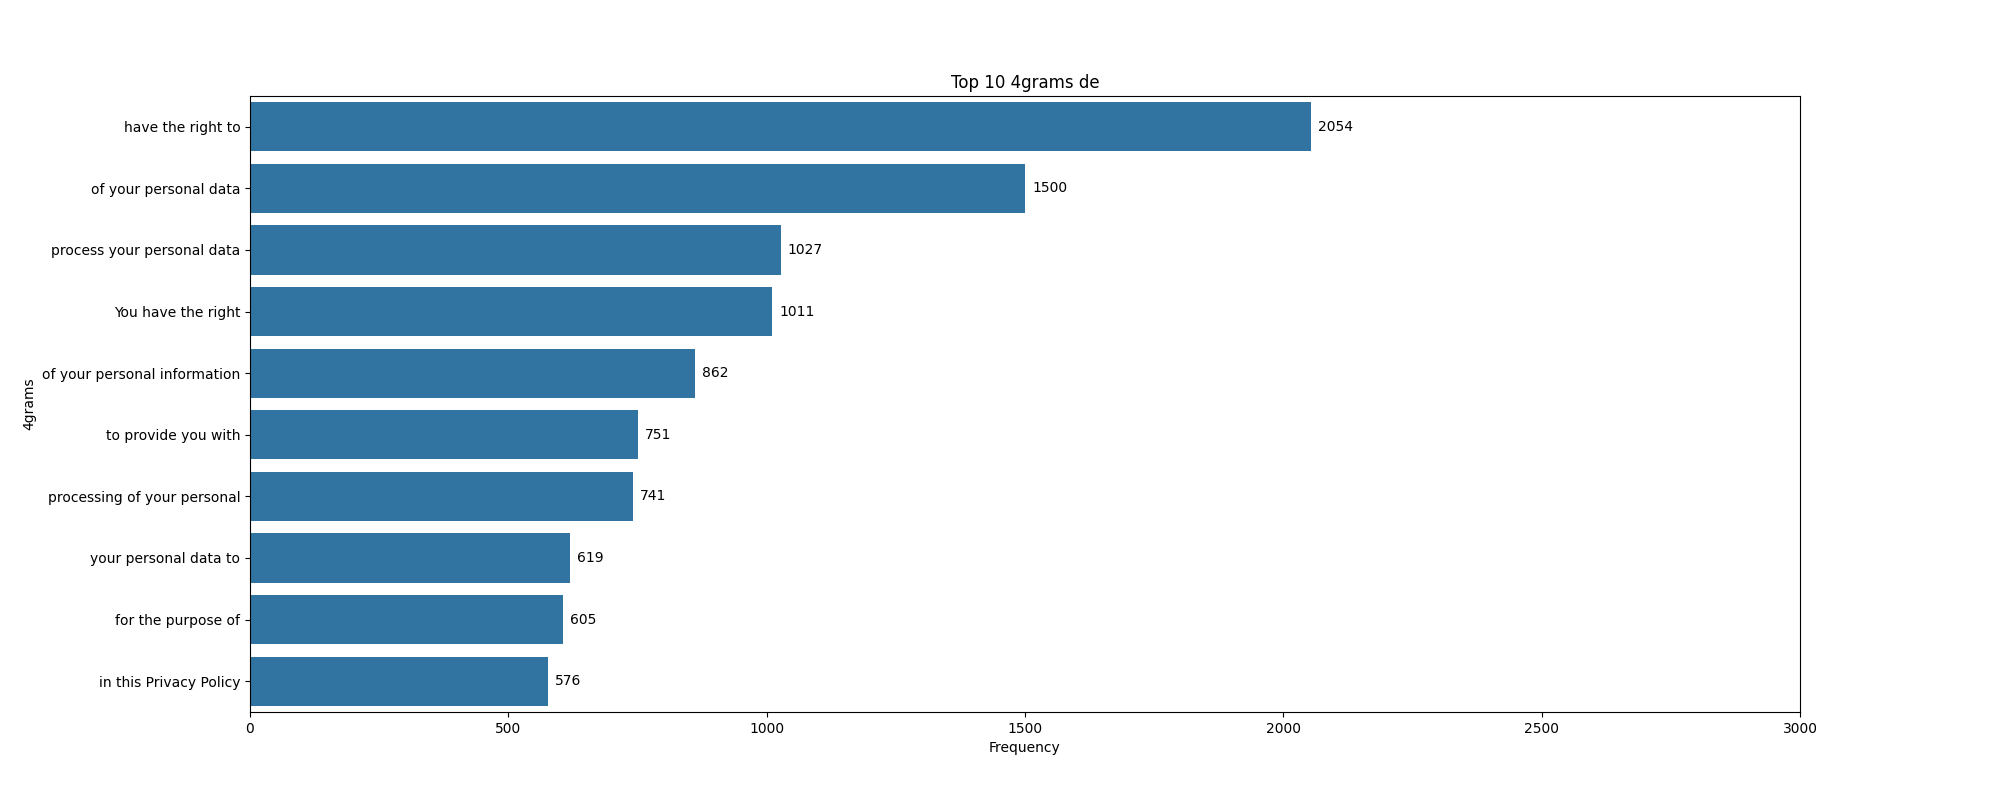 Top 10 4grams de
have the right to 2054
of your personal data 1500
process your personal data 1027
You have the right 1011
of your personal information 862
to provide you with 751
processing of your personal 741
your personal data to 619
for the purpose of 605
in this Privacy Policy 576
4grams
0 500 1000 1500 2000 2500 3000
Frequency